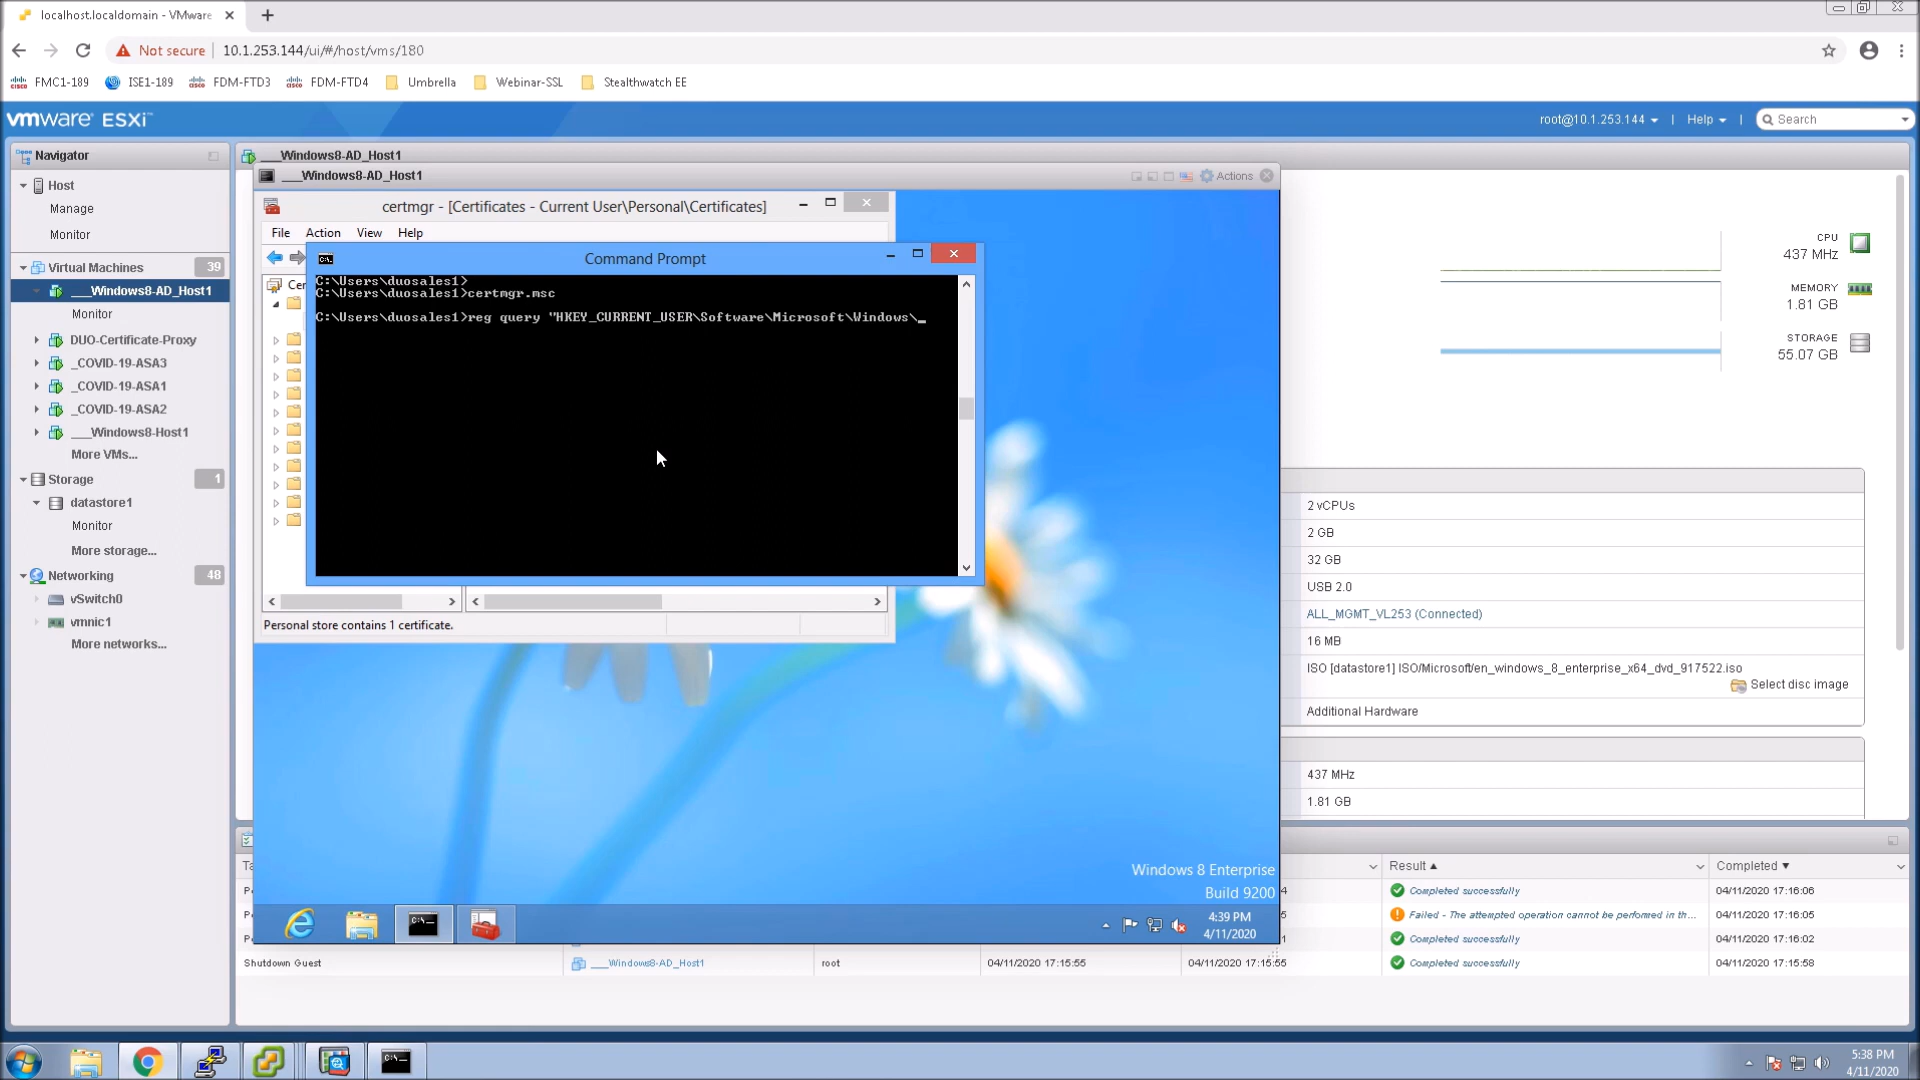 localhost.localdomain - VMware
Not secure
10.1.253.144/ui/#/host/vms/180
FMC1-189
ISE1-189
FDM-FTD3
FDM-FTD4
Umbrella
Webinar-SSL
Stealthwatch EE
vmware ESXi™
root@10.1.253.144
Help
Search
Navigator
Host
Manage
Monitor
Virtual Machines
39
___Windows8-AD_Host1
Monitor
DUO-Certificate-Proxy
_COVID-19-ASA3
_COVID-19-ASA1
_COVID-19-ASA2
___Windows8-Host1
More VMs...
Storage
1
datastore1
Monitor
More storage...
Networking
48
vSwitch0
vmnic1
More networks...
___Windows8-AD_Host1
___Windows8-AD_Host1
Actions
certmgr - [Certificates - Current User\Personal\Certificates]
File
Action
View
Help
Cer
Command Prompt
C:\Users\duosales1>
C:\Users\duosales1>certmgr.msc
C:\Users\duosales1>reg query "HKEY_CURRENT_USER\Software\Microsoft\Windows\_
Personal store contains 1 certificate.
Windows 8 Enterprise
Build 9200
4:39 PM
4/11/2020
CPU
437 MHz
MEMORY
1.81 GB
STORAGE
55.07 GB
2 vCPUs
2 GB
32 GB
USB 2.0
ALL_MGMT_VL253 (Connected)
16 MB
ISO [datastore1] ISO/Microsoft/en_windows_8_enterprise_x64_dvd_917522.iso
Select disc image
Additional Hardware
437 MHz
1.81 GB
Result
Completed
Completed successfully
04/11/2020 17:16:06
Failed - The attempted operation cannot be performed in th...
04/11/2020 17:16:05
Completed successfully
04/11/2020 17:16:02
Shutdown Guest
___Windows8-AD_Host1
root
04/11/2020 17:15:55
04/11/2020 17:15:55
Completed successfully
04/11/2020 17:15:58
5:38 PM
4/11/2020